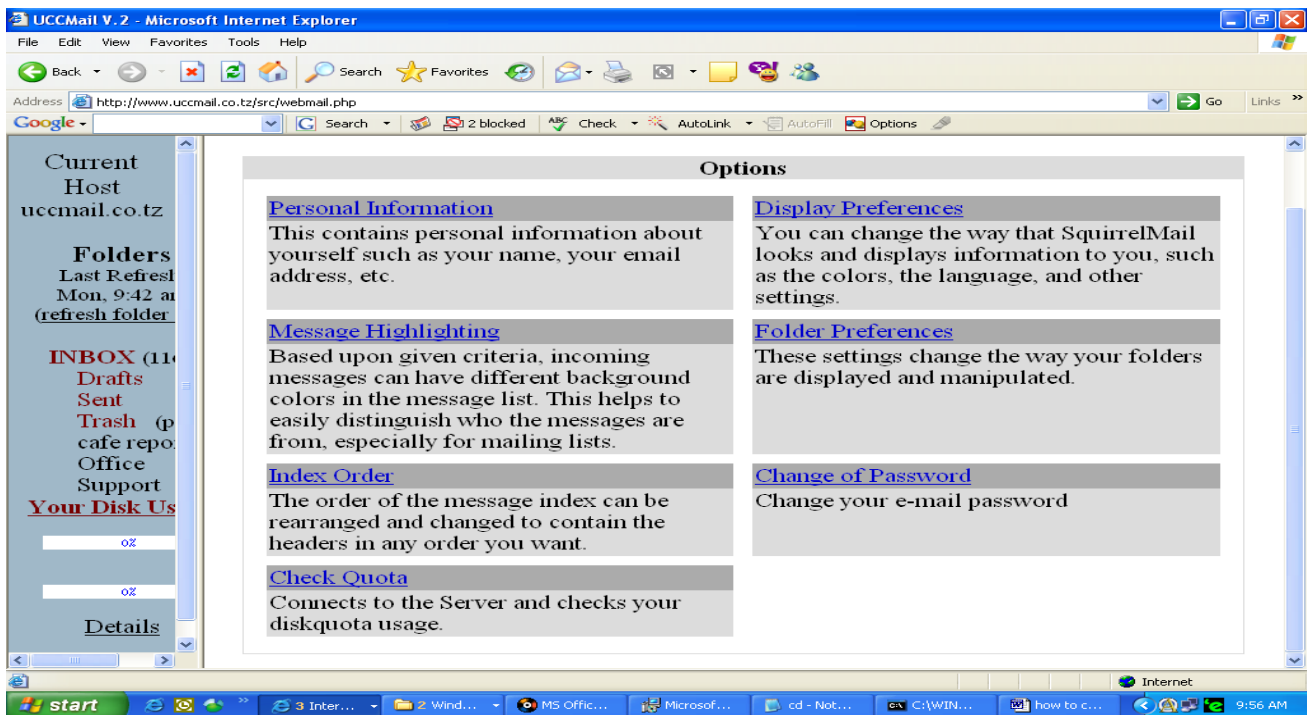 UCCMail V.2 - Microsoft Internet Explorer
File Edit View Favorites Tools Help
Back Search Favorites
Address http://www.uccmail.co.tz/src/webmail.php Go Links »
Google Search 2 blocked ABC Check AutoLink AutoFill Options
Current
Host
uccmail.co.tz
Folders
Last Refresh
Mon, 9:42 a
(refresh folder
INBOX (11
Drafts
Sent
Trash (p
cafe repo
Office
Support
Your Disk Us
0%
0%
Details
Options
Personal Information
This contains personal information about
yourself such as your name, your email
address, etc.
Display Preferences
You can change the way that SquirrelMail
looks and displays information to you, such
as the colors, the language, and other
settings.
Message Highlighting
Based upon given criteria, incoming
messages can have different background
colors in the message list. This helps to
easily distinguish who the messages are
from, especially for mailing lists.
Folder Preferences
These settings change the way your folders
are displayed and manipulated.
Index Order
The order of the message index can be
rearranged and changed to contain the
headers in any order you want.
Change of Password
Change your e-mail password
Check Quota
Connects to the Server and checks your
diskquota usage.
Internet
start 3 Inter... 2 Wind... MS Offic... Microsof... cd - Not... C:\WIN... how to c... 9:56 AM